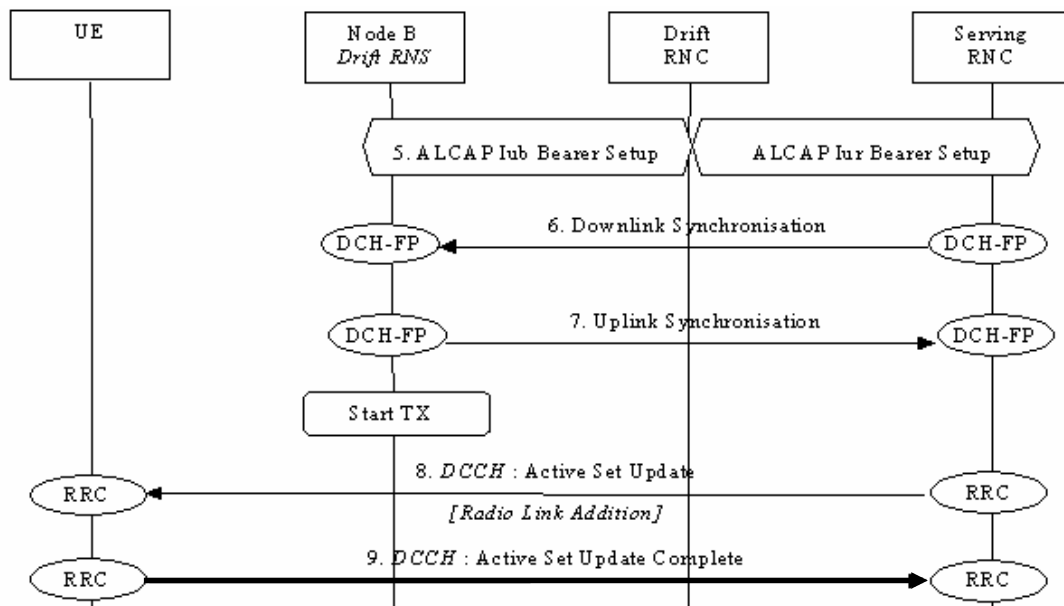 UE
Node B
Drift RNS
Drift
RNC
Serving
RNC
5. ALCAP Iub Bearer Setup
ALCAP Iur Bearer Setup
6. Downlink Synchronisation
DCH-FP
DCH-FP
7. Uplink Synchronisation
DCH-FP
DCH-FP
Start TX
8. DCCH : Active Set Update
RRC
RRC
[Radio Link Addition]
9. DCCH : Active Set Update Complete
RRC
RRC